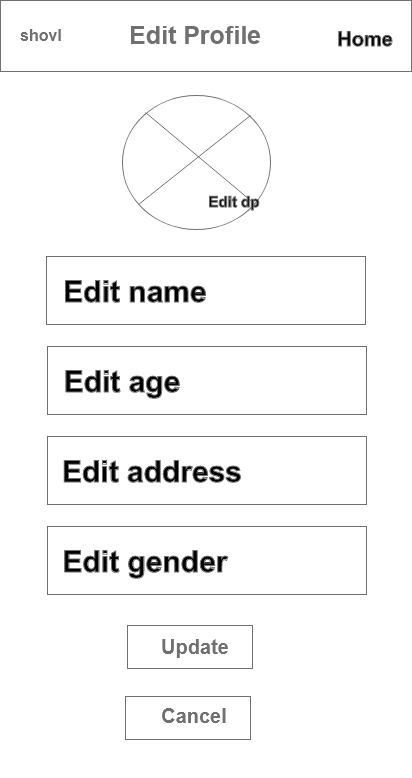 shovl Edit Profile Home
Edit dp
Edit name
Edit age
Edit address
Edit gender
Update
Cancel